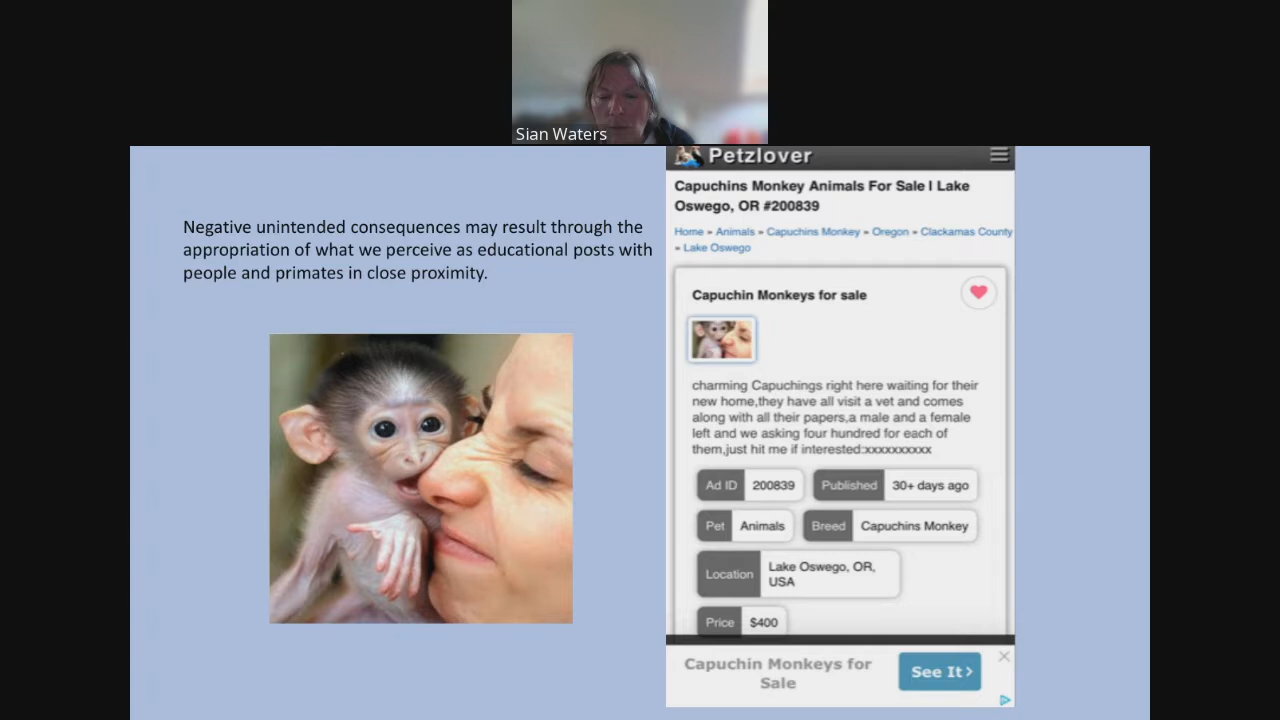 Sian Waters
Negative unintended consequences may result through the
appropriation of what we perceive as educational posts with
people and primates in close proximity.
Petzlover
Capuchins Monkey Animals For Sale | Lake
Oswego, OR #200839
Home » Animals » Capuchins Monkey » Oregon » Clackamas County
» Lake Oswego
Capuchin Monkeys for sale
charming Capuchings right here waiting for their
new home,they have all visit a vet and comes
along with all their papers,a male and a female
left and we asking four hundred for each of
them,just hit me if interested:xxxxxxxxxx
Ad ID 200839 Published 30+ days ago
Pet Animals Breed Capuchins Monkey
Location Lake Oswego, OR,
USA
Price $400
Capuchin Monkeys for
Sale
See It >